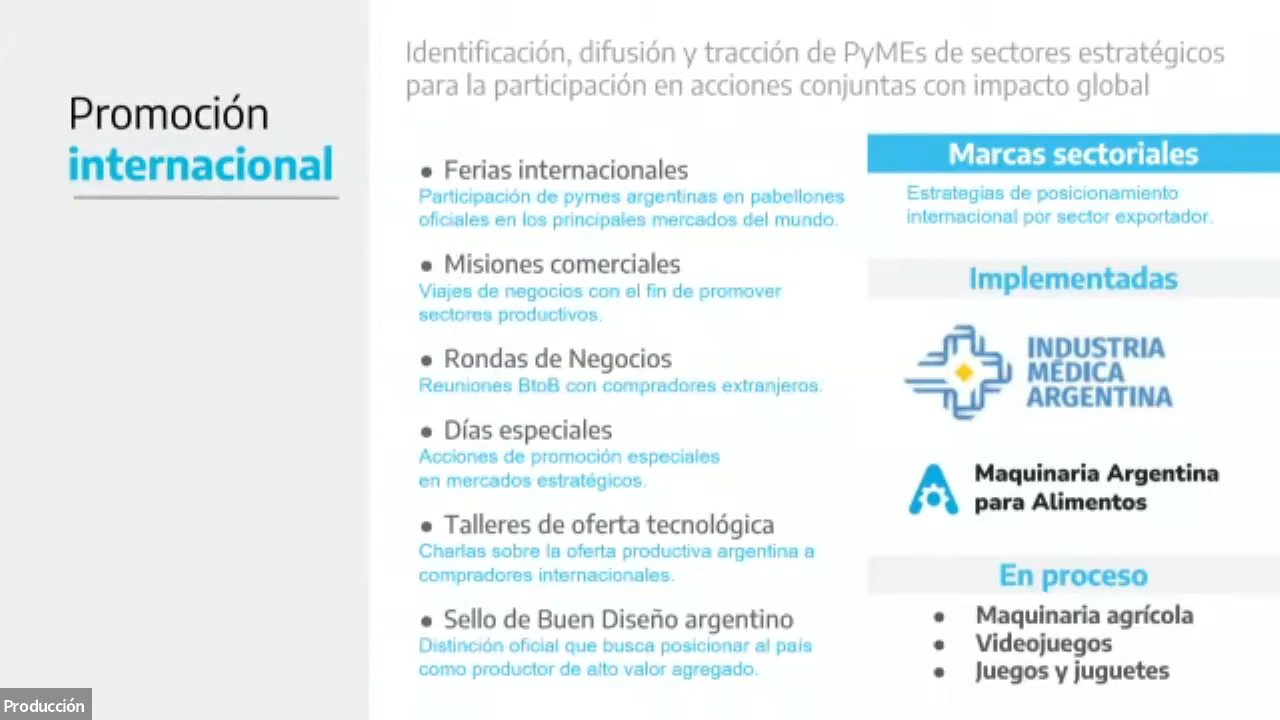 Promoción
internacional
Identificación, difusión y tracción de PyMEs de sectores estratégicos
para la participación en acciones conjuntas con impacto global
● Ferias internacionales
Participación de pymes argentinas en pabellones
oficiales en los principales mercados del mundo.
● Misiones comerciales
Viajes de negocios con el fin de promover
sectores productivos.
● Rondas de Negocios
Reuniones BtoB con compradores extranjeros.
● Días especiales
Acciones de promoción especiales
en mercados estratégicos.
● Talleres de oferta tecnológica
Charlas sobre la oferta productiva argentina a
compradores internacionales.
● Sello de Buen Diseño argentino
Distinción oficial que busca posicionar al país
como productor de alto valor agregado.
Marcas sectoriales
Estrategias de posicionamiento
internacional por sector exportador.
Implementadas
INDUSTRIA
MÉDICA
ARGENTINA
Maquinaria Argentina
para Alimentos
En proceso
● Maquinaria agrícola
● Videojuegos
● Juegos y juguetes
Producción